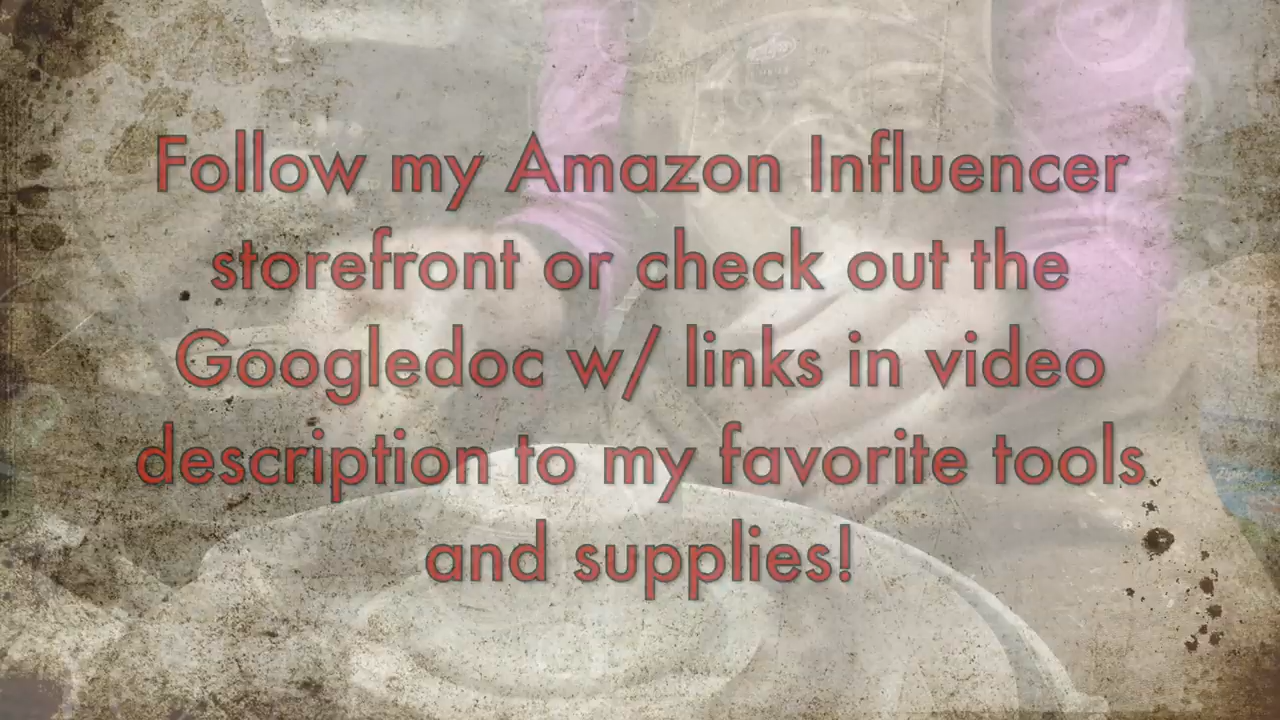 Follow my Amazon Influencer
storefront or check out the
Googledoc w/ links in video
description to my favorite tools
and supplies!